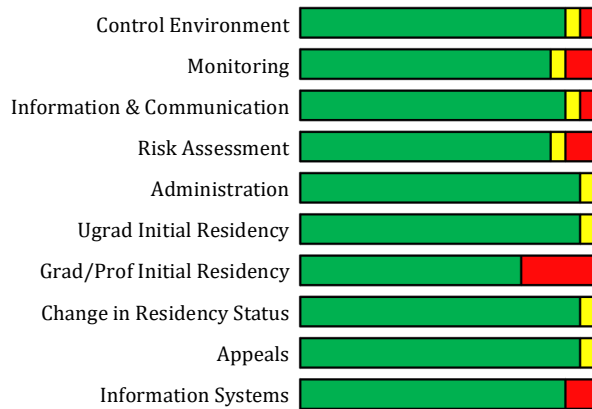 Control Environment
Monitoring
Information & Communication
Risk Assessment
Administration
Ugrad Initial Residency
Grad/Prof Initial Residency
Change in Residency Status
Appeals
Information Systems